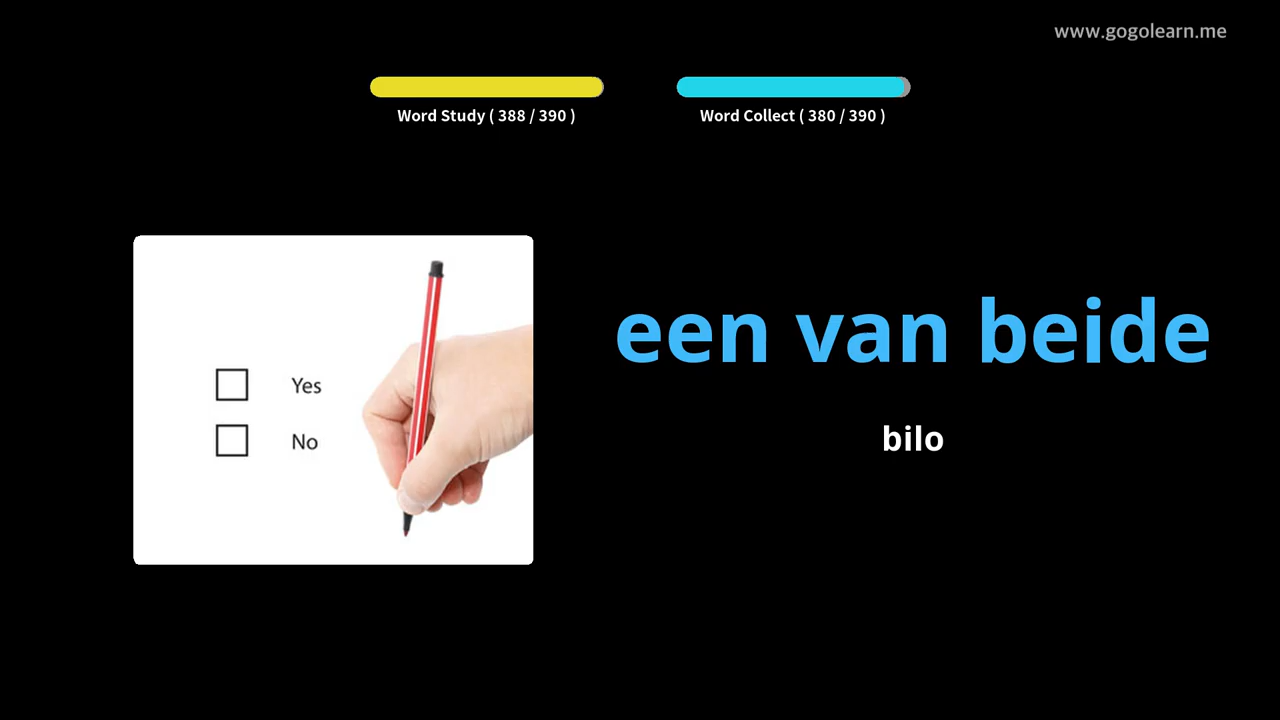 www.gogolearn.me
Word Study ( 388 / 390 )
Word Collect ( 380 / 390 )
Yes
No
een van beide
bilo